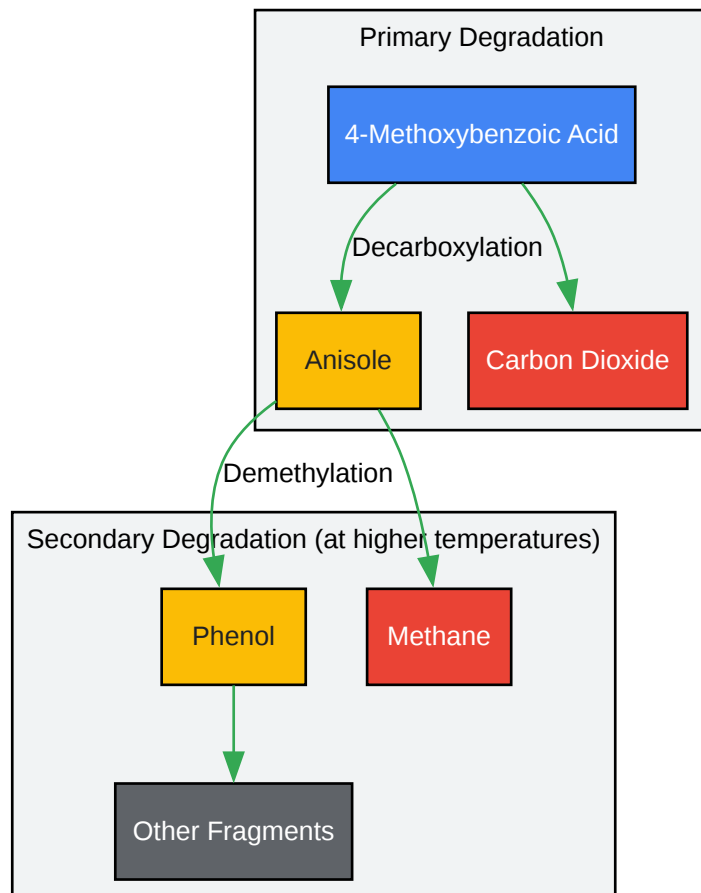 Primary Degradation
4-Methoxybenzoic Acid
Decarboxylation
Anisole
Carbon Dioxide
Demethylation
Secondary Degradation (at higher temperatures)
Phenol
Methane
Other Fragments